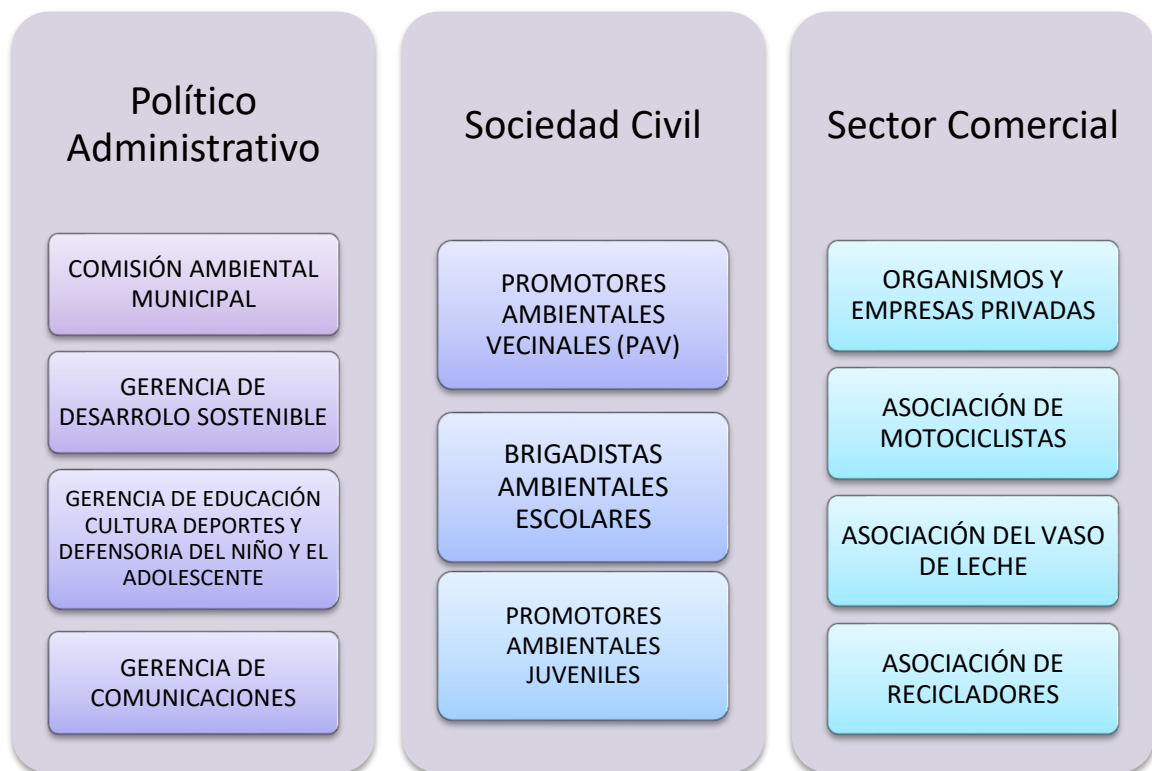 Político
Administrativo
COMISIÓN AMBIENTAL
MUNICIPAL
GERENCIA DE
DESARROLO SOSTENIBLE
GERENCIA DE EDUCACIÓN
CULTURA DEPORTES Y
DEFENSORIA DEL NIÑO Y EL
ADOLESCENTE
GERENCIA DE
COMUNICACIONES
Sociedad Civil
PROMOTORES
AMBIENTALES
VECINALES (PAV)
BRIGADISTAS
AMBIENTALES
ESCOLARES
PROMOTORES
AMBIENTALES
JUVENILES
Sector Comercial
ORGANISMOS Y
EMPRESAS PRIVADAS
ASOCIACIÓN DE
MOTOCICLISTAS
ASOCIACIÓN DEL VASO
DE LECHE
ASOCIACIÓN DE
RECICLADORES